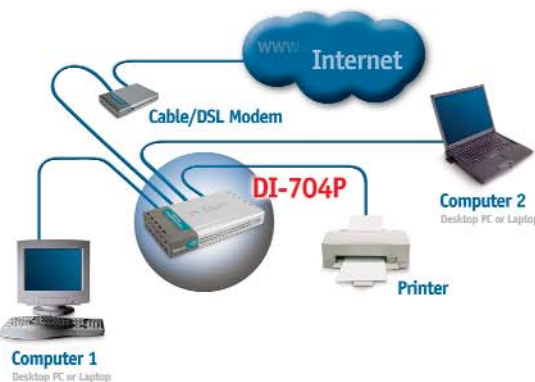 www Internet
Cable/DSL Modem
DI-704P
Computer 2
Desktop PC or Laptop
Printer
Computer 1
Desktop PC or Laptop